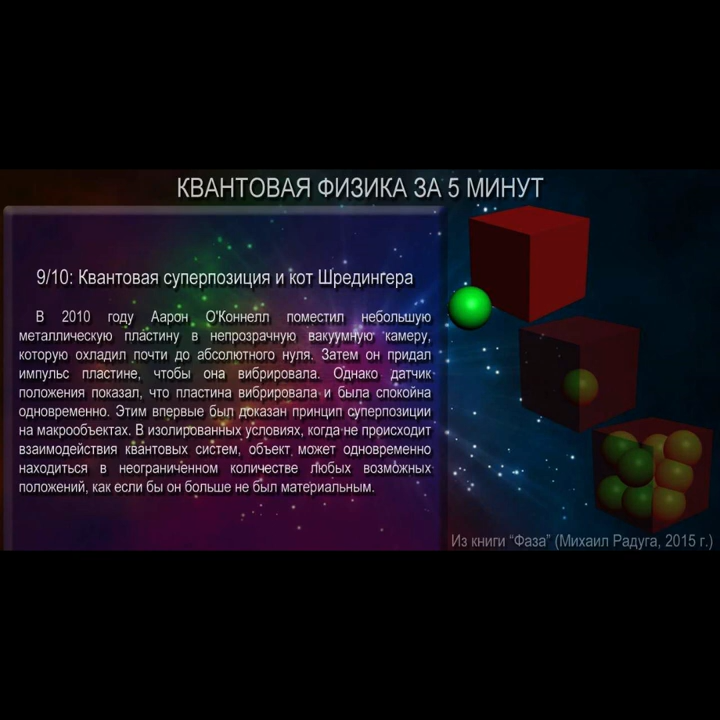 КВАНТОВАЯ ФИЗИКА ЗА 5 МИНУТ
9/10: Квантовая суперпозиция и кот Шредингера
В 2010 году Аарон О'Коннелл поместил небольшую
металлическую пластину в непрозрачную вакуумную камеру,
которую охладил почти до абсолютного нуля. Затем он придал
импульс пластине, чтобы она вибрировала. Однако датчик
положения показал, что пластина вибрировала и была спокойна
одновременно. Этим впервые был доказан принцип суперпозиции
на макрообъектах. В изолированных условиях, когда не происходит
взаимодействия квантовых систем, объект может одновременно
находиться в неограниченном количестве любых возможных
положений, как если бы он больше не был материальным.
Из книги “Фаза” (Михаил Радуга, 2015 г.)